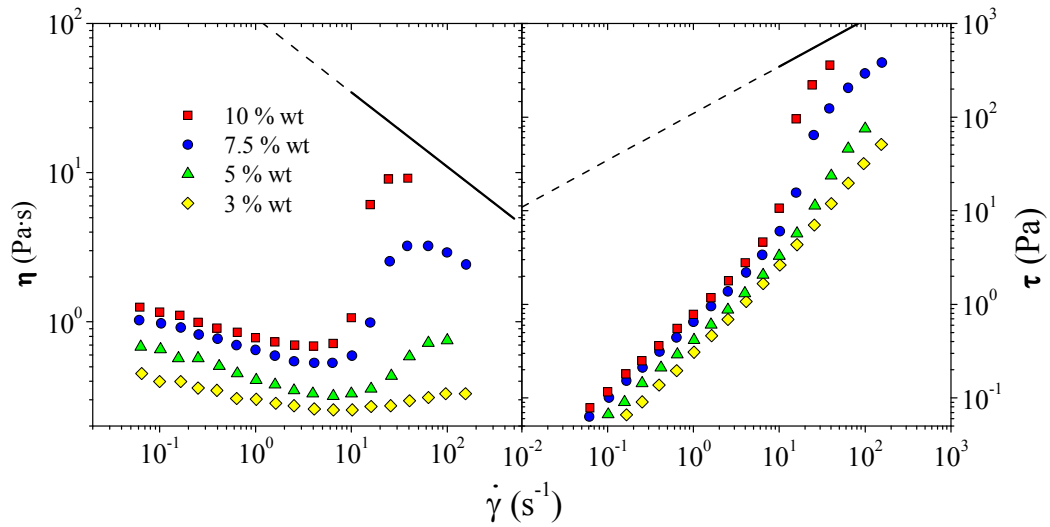 10² 10³
10 % wt
7.5 % wt
5 % wt
3 % wt
10² 
10¹ 10¹
10⁰ 10⁰
10⁻¹
η (Pa·s)
τ (Pa)
10⁻¹ 10⁰ 10¹ 10² 10⁻² 10⁻¹ 10⁰ 10¹ 10² 10³
γ̇ (s⁻¹)